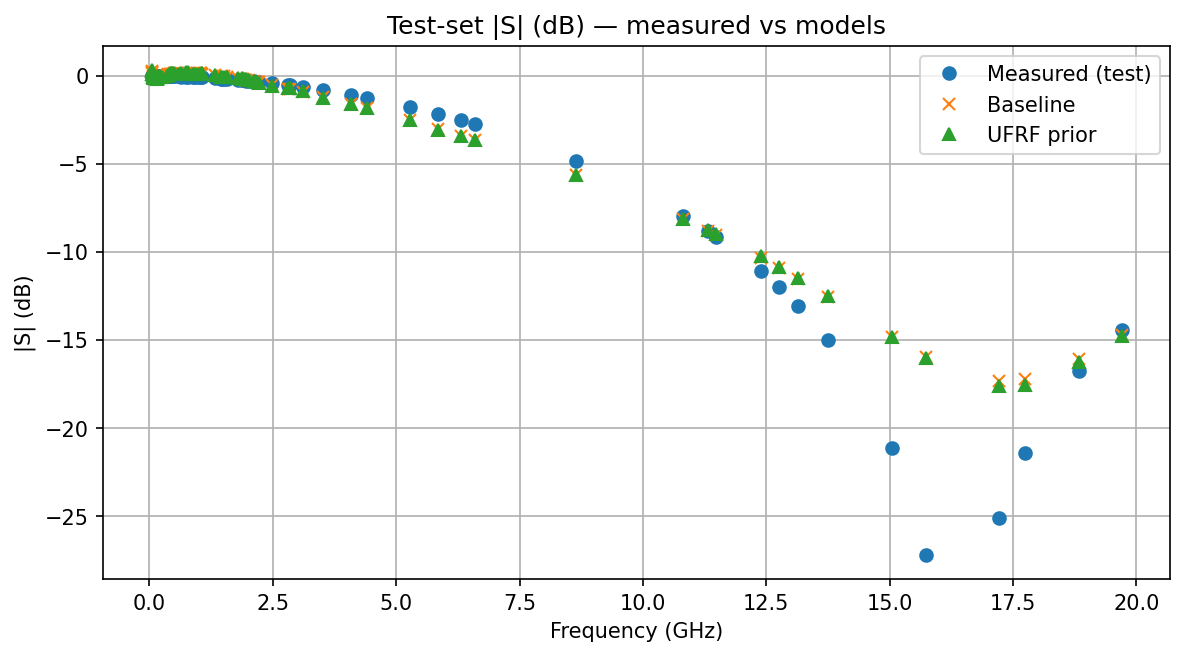 Test-set |S| (dB) — measured vs models
Measured (test)
Baseline
UFRF prior
|S| (dB)
0
−5
−10
−15
−20
−25
0.0 2.5 5.0 7.5 10.0 12.5 15.0 17.5 20.0
Frequency (GHz)